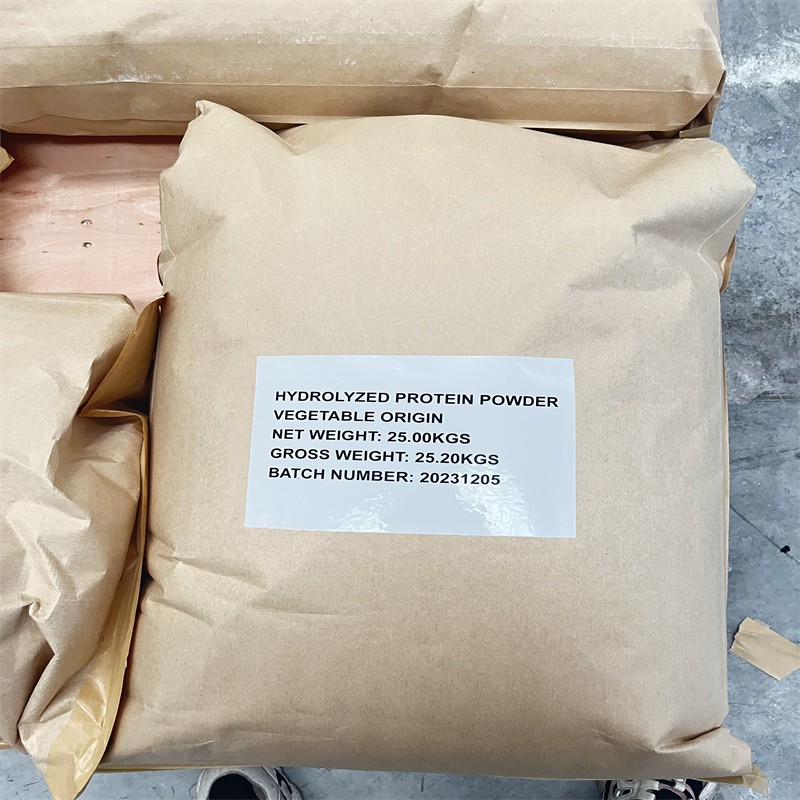 HYDROLYZED PROTEIN POWDER
VEGETABLE ORIGIN
NET WEIGHT: 25.00KGS
GROSS WEIGHT: 25.20KGS
BATCH NUMBER: 20231205